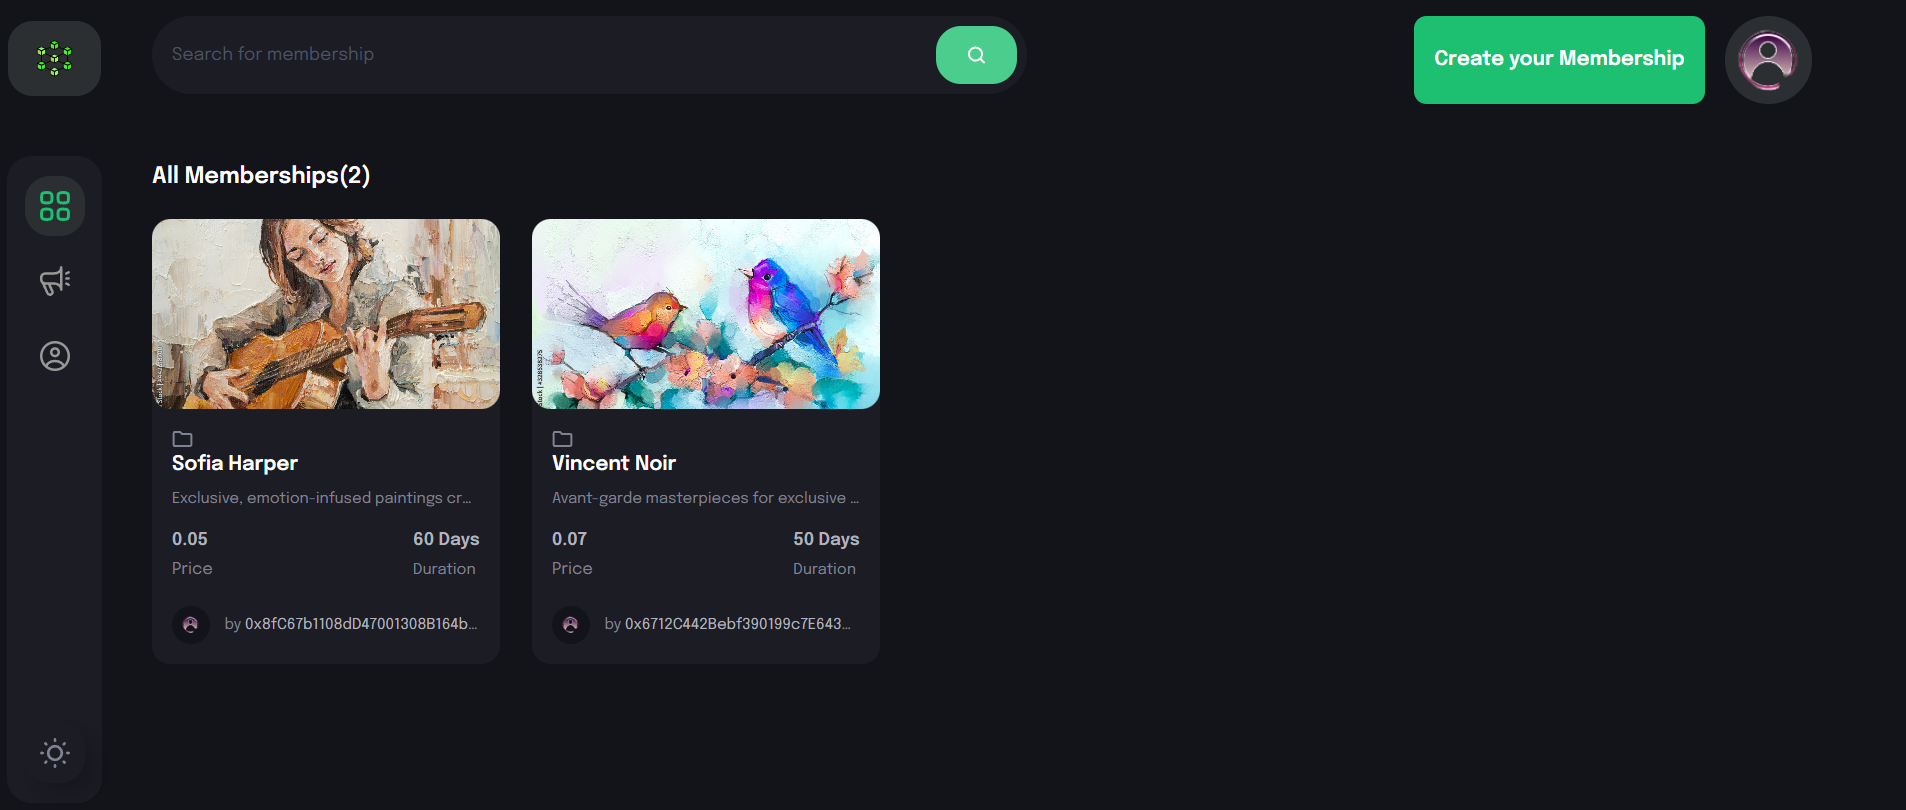 Search for membership
Create your Membership
All Memberships(2)
Sofia Harper
Exclusive, emotion-infused paintings cr...
0.05
60 Days
Price
Duration
by 0x8fC67b1108dD47001308B164b...
Vincent Noir
Avant-garde masterpieces for exclusive ...
0.07
50 Days
Price
Duration
by 0x6712C442Bebf390199c7E643...